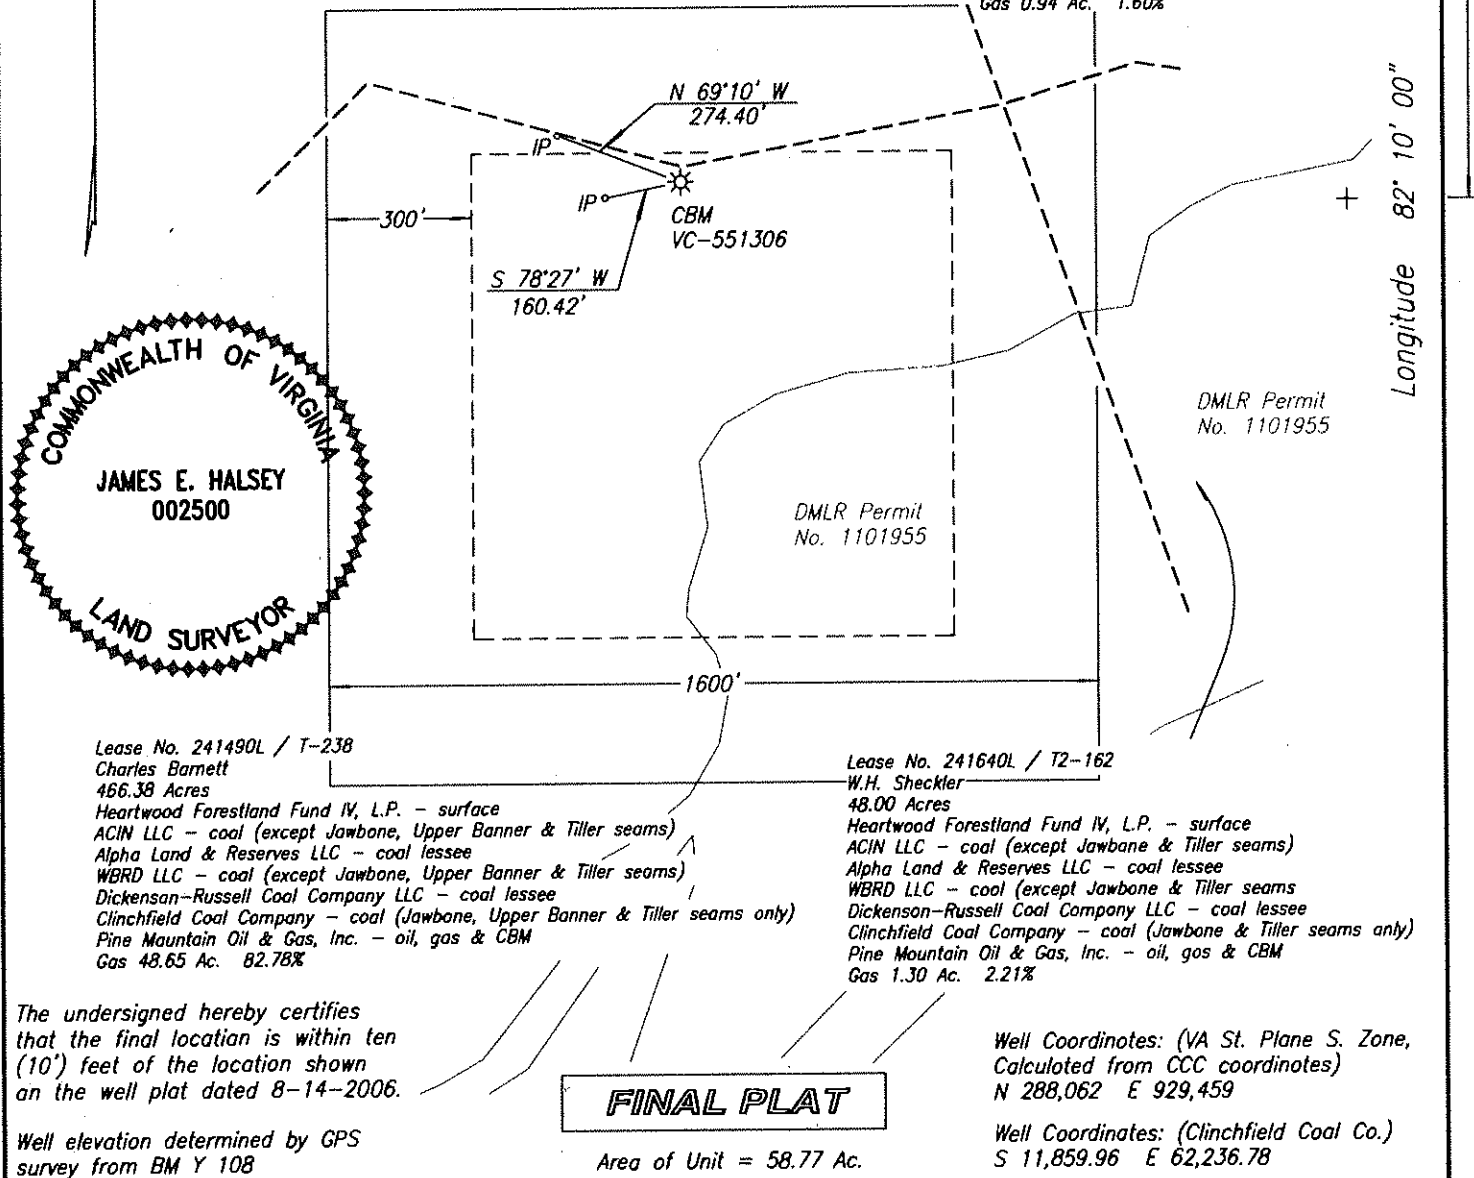 Gas 0.94 Ac. 1.60%
N 69°10' W
274.40'
IP
IP
300'
CBM
VC-551306
S 78°27' W
160.42'
Longitude 82° 10' 00"
COMMONWEALTH OF VIRGINIA
JAMES E. HALSEY
002500
LAND SURVEYOR
DMLR Permit
No. 1101955
DMLR Permit
No. 1101955
1600'
Lease No. 241490L / T-238
Charles Barnett
466.38 Acres
Heartwood Forestland Fund IV, L.P. - surface
ACIN LLC - coal (except Jawbone, Upper Banner & Tiller seams)
Alpha Land & Reserves LLC - coal lessee
WBRD LLC - coal (except Jawbone, Upper Banner & Tiller seams)
Dickenson-Russell Coal Company LLC - coal lessee
Clinchfield Coal Company - coal (Jawbone, Upper Banner & Tiller seams only)
Pine Mountain Oil & Gas, Inc. - oil, gas & CBM
Gas 48.65 Ac. 82.78%
Lease No. 241640L / T2-162
W.H. Sheckler
48.00 Acres
Heartwood Forestland Fund IV, L.P. - surface
ACIN LLC - coal (except Jawbone & Tiller seams)
Alpha Land & Reserves LLC - coal lessee
WBRD LLC - coal (except Jawbone & Tiller seams
Dickenson-Russell Coal Company LLC - coal lessee
Clinchfield Coal Company - coal (Jawbone & Tiller seams only)
Pine Mountain Oil & Gas, Inc. - oil, gas & CBM
Gas 1.30 Ac. 2.21%
The undersigned hereby certifies
that the final location is within ten
(10') feet of the location shown
on the well plat dated 8-14-2006.
Well elevation determined by GPS
survey from BM Y 108
FINAL PLAT
Area of Unit = 58.77 Ac.
Well Coordinates: (VA St. Plane S. Zone,
Calculated from CCC coordinates)
N 288,062 E 929,459
Well Coordinates: (Clinchfield Coal Co.)
S 11,859.96 E 62,236.78